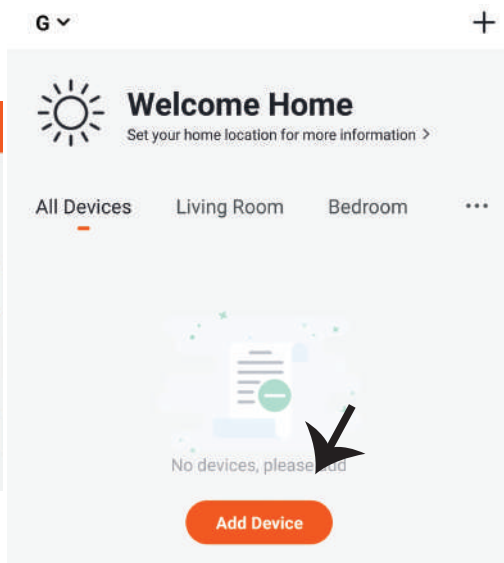 G
Welcome Home
Set your home location for more information >
All Devices Living Room Bedroom ...
No devices, please add
Add Device